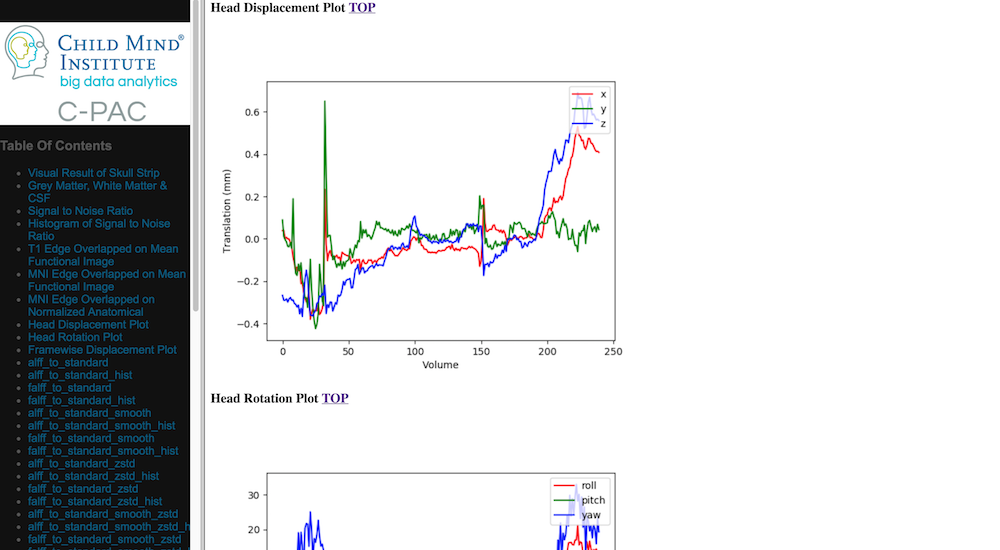 CHILD MIND®
INSTITUTE
big data analytics
C-PAC
Table Of Contents
Visual Result of Skull Strip
Grey Matter, White Matter &
CSF
Signal to Noise Ratio
Histogram of Signal to Noise
Ratio
T1 Edge Overlapped on Mean
Functional Image
MNI Edge Overlapped on Mean
Functional Image
MNI Edge Overlapped on
Normalized Anatomical
Head Displacement Plot
Head Rotation Plot
Framewise Displacement Plot
alff_to_standard
alff_to_standard_hist
falff_to_standard
falff_to_standard_hist
alff_to_standard_smooth
alff_to_standard_smooth_hist
falff_to_standard_smooth
falff_to_standard_smooth_hist
alff_to_standard_zstd
alff_to_standard_zstd_hist
falff_to_standard_zstd
falff_to_standard_zstd_hist
alff_to_standard_smooth_zstd
alff_to_standard_smooth_zstd_h
falff_to_standard_smooth_zstd
Head Displacement Plot TOP
x
y
z
0.6
0.4
0.2
0.0
−0.2
−0.4
Translation (mm)
0 50 100 150 200 250
Volume
Head Rotation Plot TOP
roll
pitch
yaw
30
20